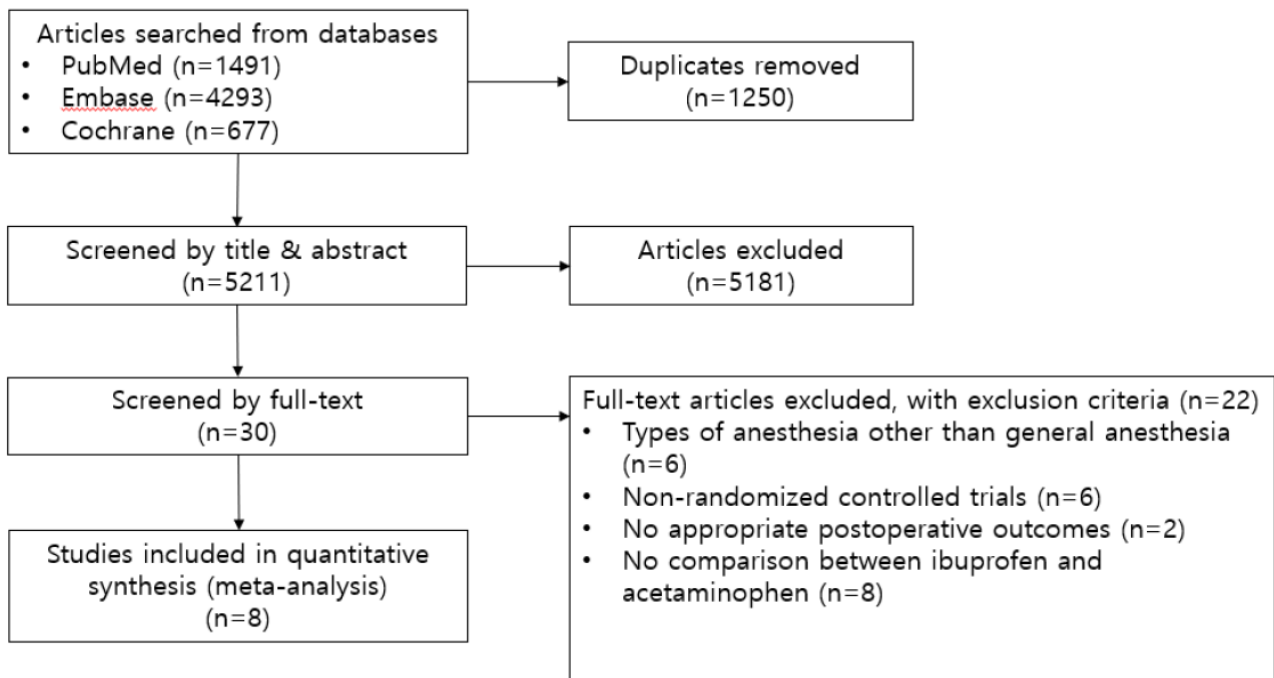 Articles searched from databases
• PubMed (n=1491)
• Embase (n=4293)
• Cochrane (n=677)
Duplicates removed
(n=1250)
Screened by title & abstract
(n=5211)
Articles excluded
(n=5181)
Screened by full-text
(n=30)
Full-text articles excluded, with exclusion criteria (n=22)
• Types of anesthesia other than general anesthesia
(n=6)
• Non-randomized controlled trials (n=6)
• No appropriate postoperative outcomes (n=2)
• No comparison between ibuprofen and
acetaminophen (n=8)
Studies included in quantitative
synthesis (meta-analysis)
(n=8)